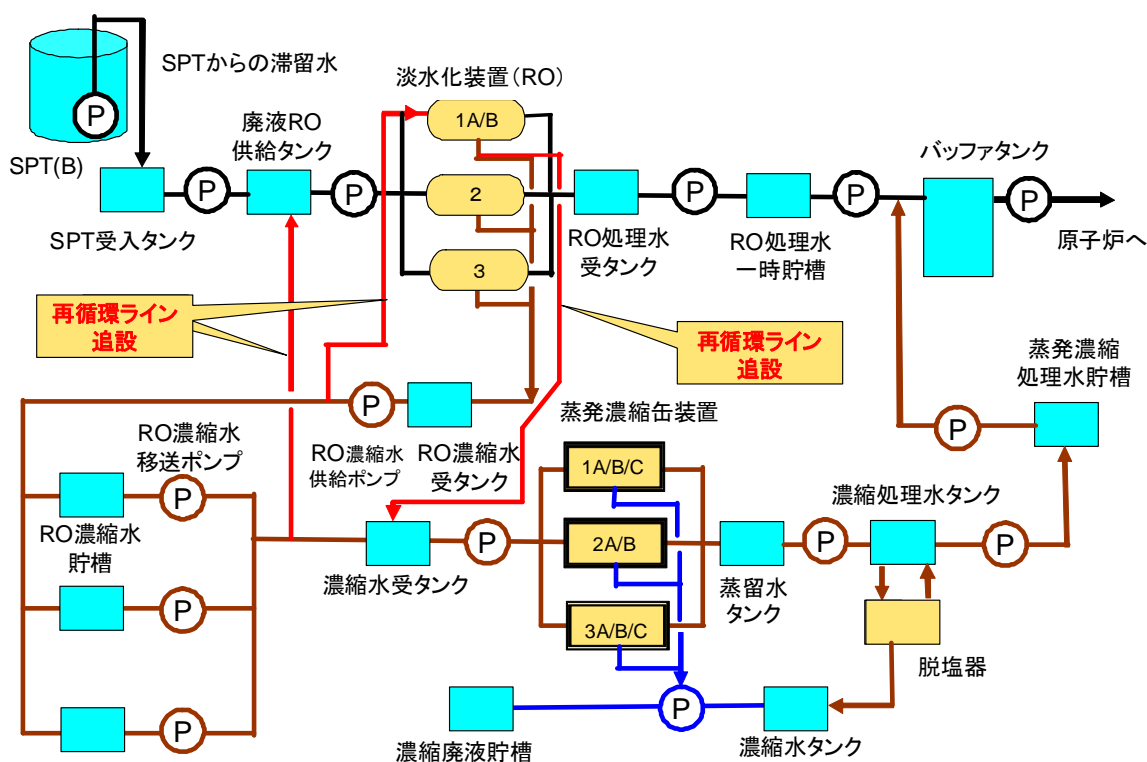 SPTからの滞留水
P
SPT(B)
淡水化装置(RO)
1A/B
廃液RO
供給タンク
バッファタンク
P
P
2
P
P
P
SPT受入タンク
RO処理水
受タンク
RO処理水
一時貯槽
原子炉へ
3
再循環ライン
追設
再循環ライン
追設
蒸発濃縮
処理水貯槽
P
P
蒸発濃縮缶装置
RO濃縮水
移送ポンプ
RO濃縮水
供給ポンプ
RO濃縮水
受タンク
1A/B/C
濃縮処理水タンク
P
RO濃縮水
貯槽
P
2A/B
P
P
濃縮水受タンク
蒸留水
タンク
P
3A/B/C
脱塩器
P
P
濃縮廃液貯槽
濃縮水タンク